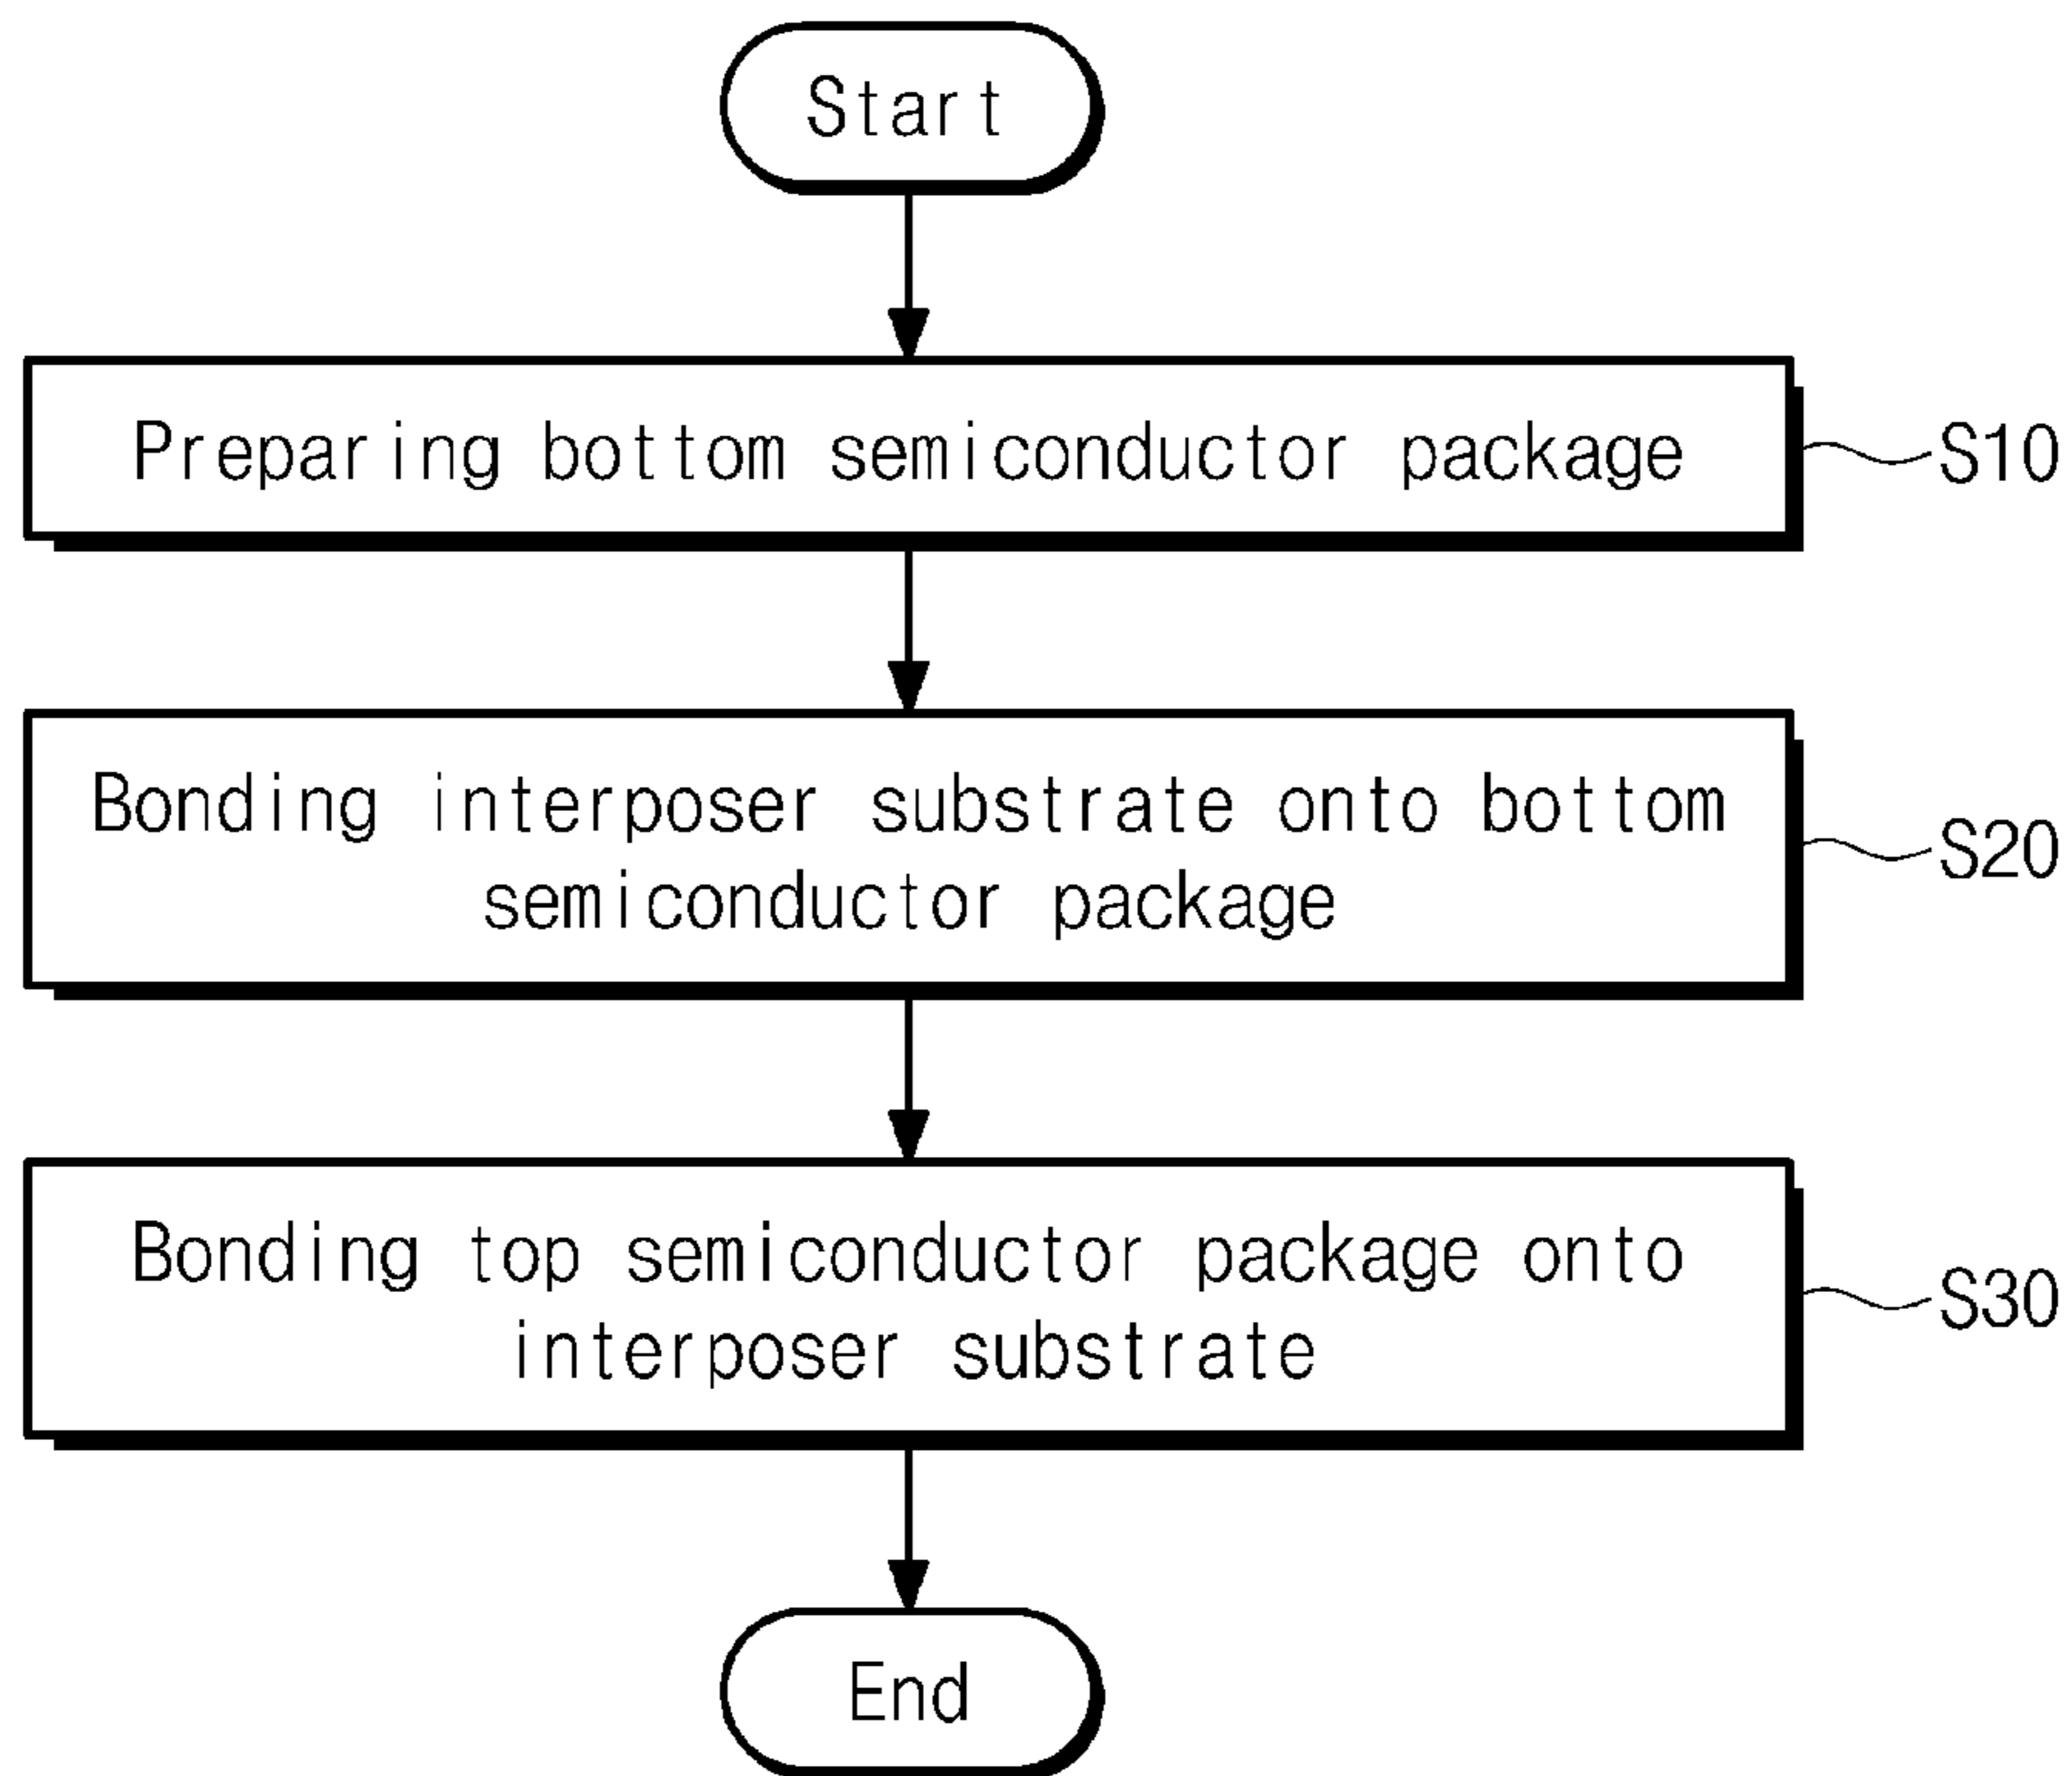 Start
Preparing bottom semiconductor package
S10
Bonding interposer substrate onto bottom
semiconductor package
S20
Bonding top semiconductor package onto
interposer substrate
S30
End